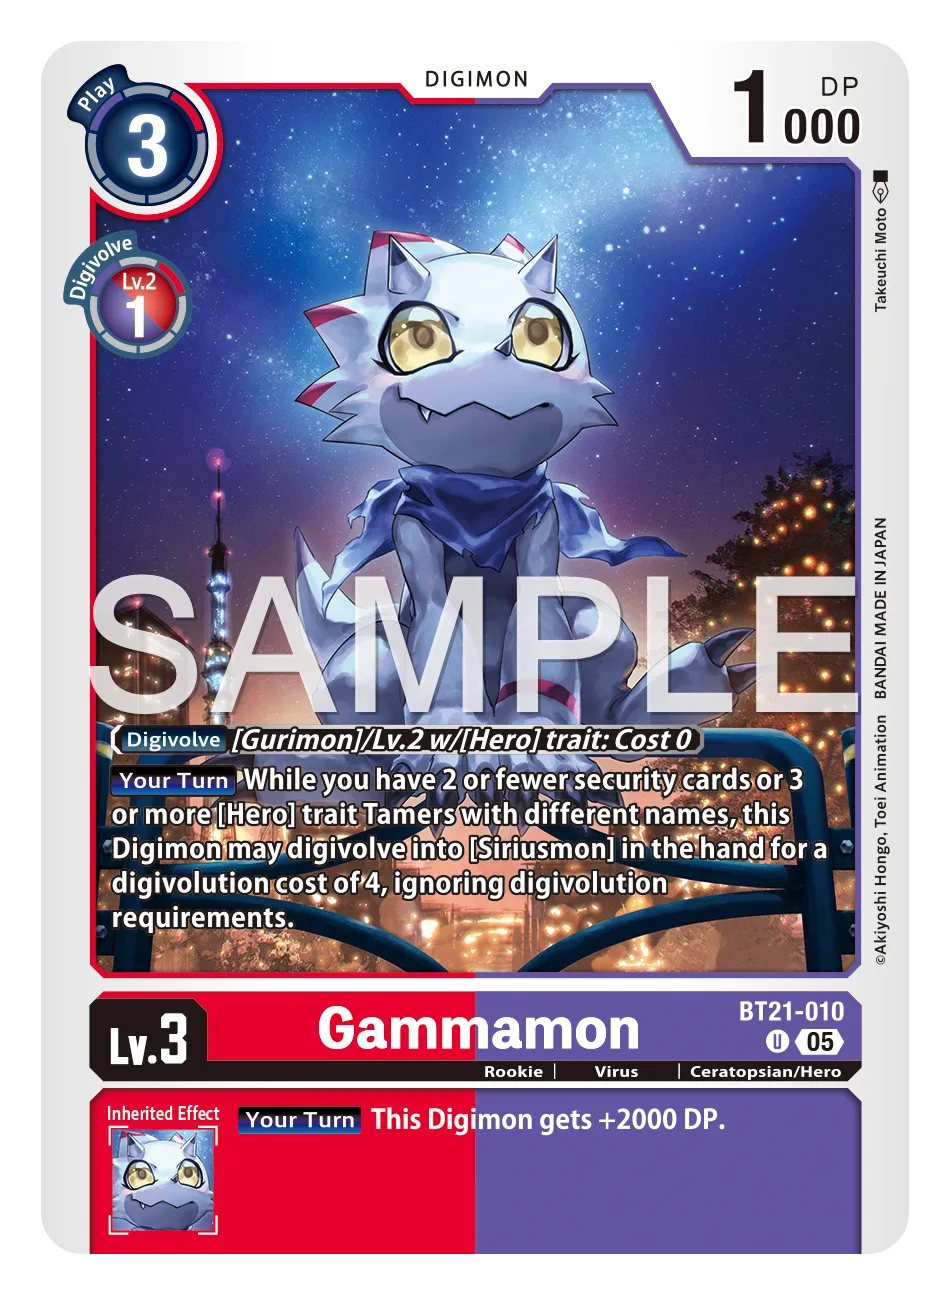 DIGIMON
Play
3
1000
DP
Digivolve
Lv.2
1
Takeuchi Moto
SAMPLE
©Akiyoshi Hongo, Toei Animation BANDAI MADE IN JAPAN
Digivolve [Gurimon]/Lv.2 w/[Hero] trait: Cost 0
Your Turn While you have 2 or fewer security cards or 3
or more [Hero] trait Tamers with different names, this
Digimon may digivolve into [Siriusmon] in the hand for a
digivolution cost of 4, ignoring digivolution
requirements.
Lv.3
Gammamon
BT21-010
U 05
Rookie | Virus | Ceratopsian/Hero
Inherited Effect
Your Turn This Digimon gets +2000 DP.